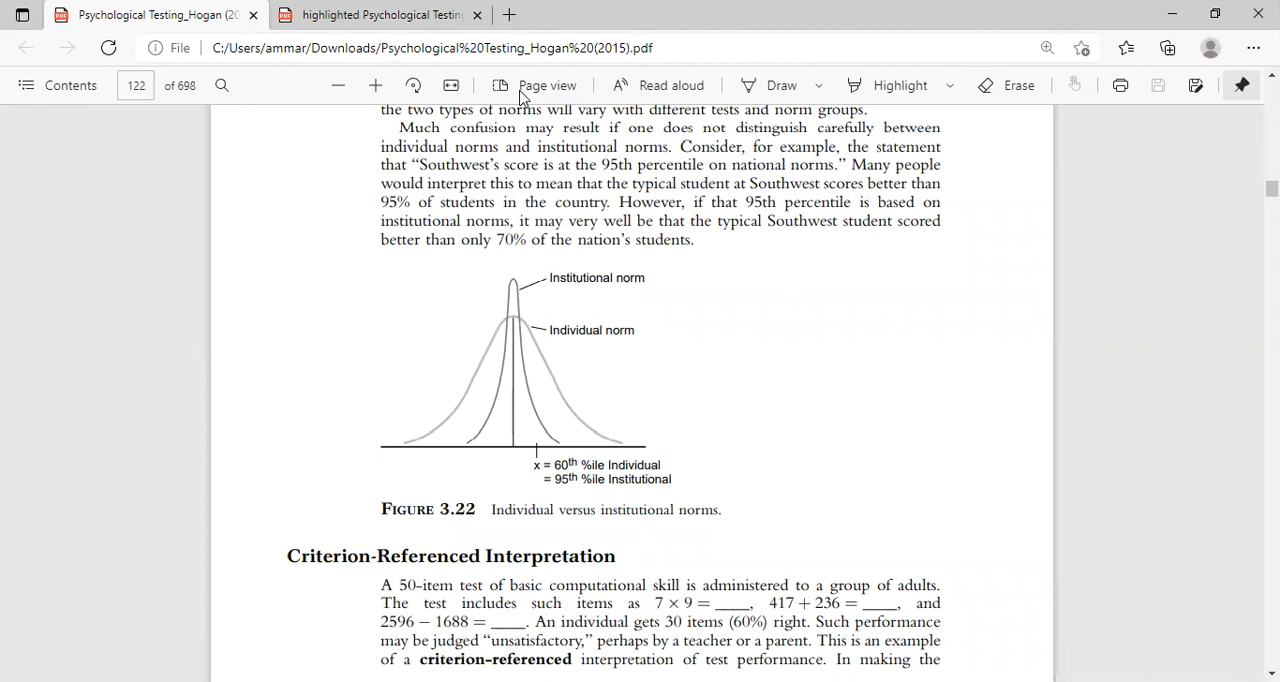 Psychological Testing_Hogan (20
highlighted Psychological Testing
File
C:/Users/ammar/Downloads/Psychological%20Testing_Hogan%20(2015).pdf
Contents
122
of 698
Page view
Read aloud
Draw
Highlight
Erase
the two types of norms will vary with different tests and norm groups.
Much confusion may result if one does not distinguish carefully between
individual norms and institutional norms. Consider, for example, the statement
that “Southwest’s score is at the 95th percentile on national norms.” Many people
would interpret this to mean that the typical student at Southwest scores better than
95% of students in the country. However, if that 95th percentile is based on
institutional norms, it may very well be that the typical Southwest student scored
better than only 70% of the nation’s students.
Institutional norm
Individual norm
x = 60th %ile Individual
= 95th %ile Institutional
FIGURE 3.22 Individual versus institutional norms.
Criterion-Referenced Interpretation
A 50-item test of basic computational skill is administered to a group of adults.
The test includes such items as 7 × 9 = ____, 417 + 236 = ____, and
2596 − 1688 = ____. An individual gets 30 items (60%) right. Such performance
may be judged “unsatisfactory,” perhaps by a teacher or a parent. This is an example
of a criterion-referenced interpretation of test performance. In making the